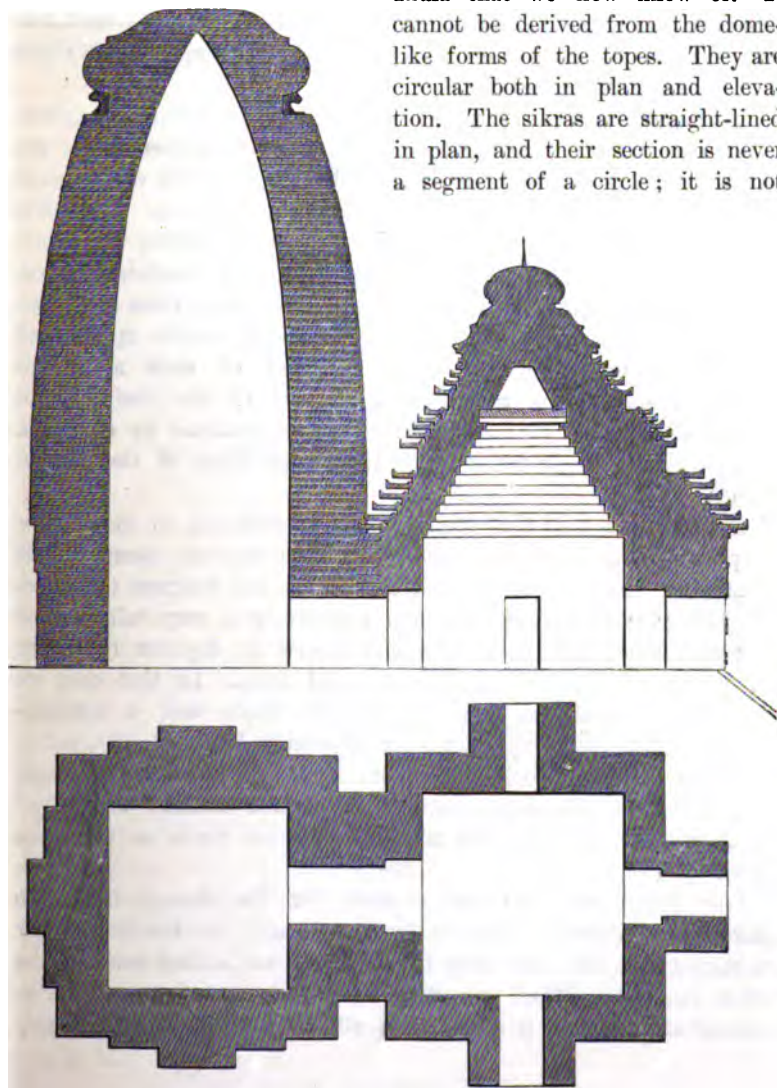 cannot be derived from the dome-
like forms of the topes. They are
circular both in plan and eleva-
tion. The sikras are straight-lined
in plan, and their section is never
a segment of a circle; it is not